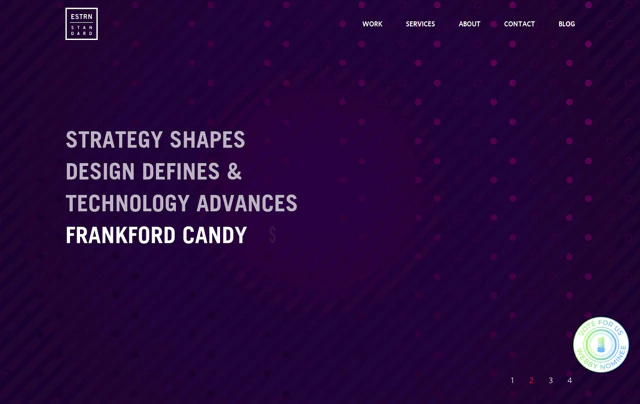 ESTRN
STAN
DARD
WORK SERVICES ABOUT CONTACT BLOG
STRATEGY SHAPES
DESIGN DEFINES &
TECHNOLOGY ADVANCES
FRANKFORD CANDY $
VOTE FOR US
WEBBY NOMINEE
1 2 3 4